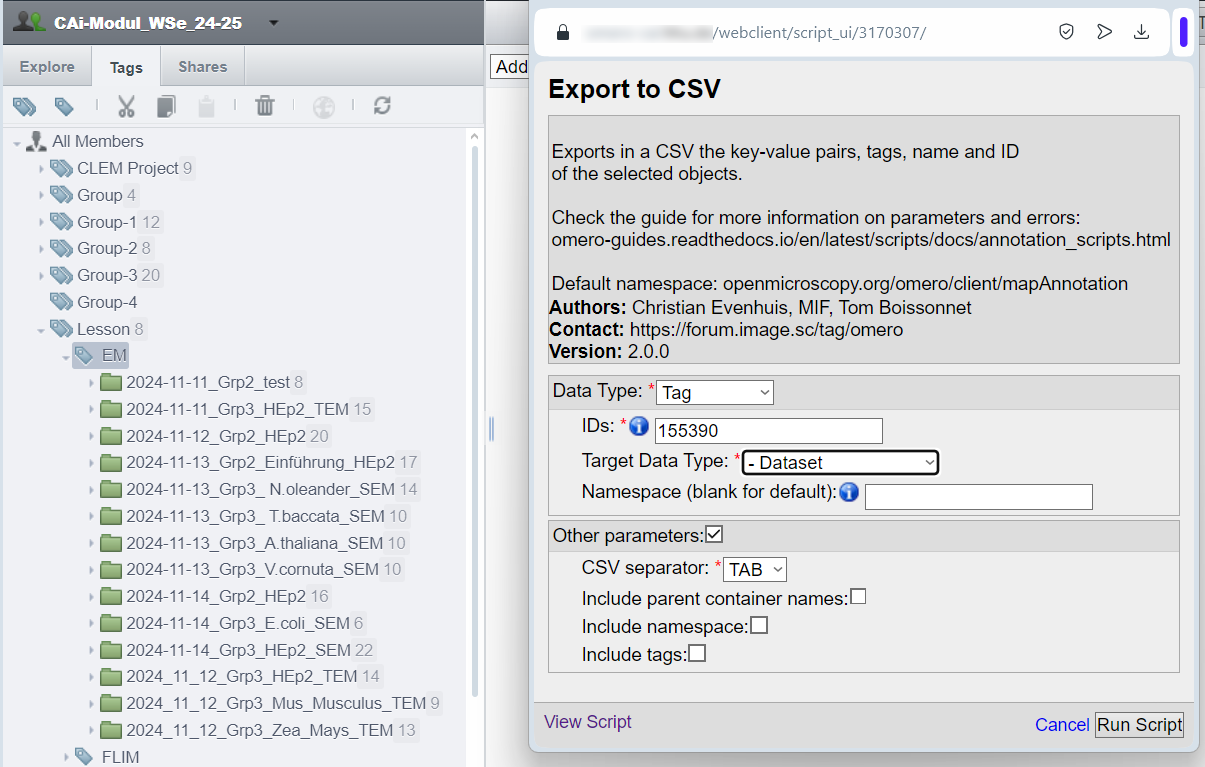 CAi-Modul_WSe_24-25
Explore
Tags
Shares
All Members
CLEM Project 9
Group 4
Group-1 12
Group-2 8
Group-3 20
Group-4
Lesson 8
EM
2024-11-11_Grp2_test 8
2024-11-11_Grp3_HEp2_TEM 15
2024-11-12_Grp2_HEp2 20
2024-11-13_Grp2_Einführung_HEp2 17
2024-11-13_Grp3_ N.oleander_SEM 14
2024-11-13_Grp3_ T.baccata_SEM 10
2024-11-13_Grp3_A.thaliana_SEM 10
2024-11-13_Grp3_V.cornuta_SEM 10
2024-11-14_Grp2_HEp2 16
2024-11-14_Grp3_E.coli_SEM 6
2024-11-14_Grp3_HEp2_SEM 22
2024_11_12_Grp3_HEp2_TEM 14
2024_11_12_Grp3_Mus_Musculus_TEM 9
2024_11_12_Grp3_Zea_Mays_TEM 13
FLIM
Add
/webclient/script_ui/3170307/
Export to CSV
Exports in a CSV the key-value pairs, tags, name and ID
of the selected objects.
Check the guide for more information on parameters and errors:
omero-guides.readthedocs.io/en/latest/scripts/docs/annotation_scripts.html
Default namespace: openmicroscopy.org/omero/client/mapAnnotation
Authors: Christian Evenhuis, MIF, Tom Boissonnet
Contact: https://forum.image.sc/tag/omero
Version: 2.0.0
Data Type: * Tag
IDs: * 155390
Target Data Type: * - Dataset
Namespace (blank for default):
Other parameters:
CSV separator: * TAB
Include parent container names:
Include namespace:
Include tags:
View Script
Cancel
Run Script